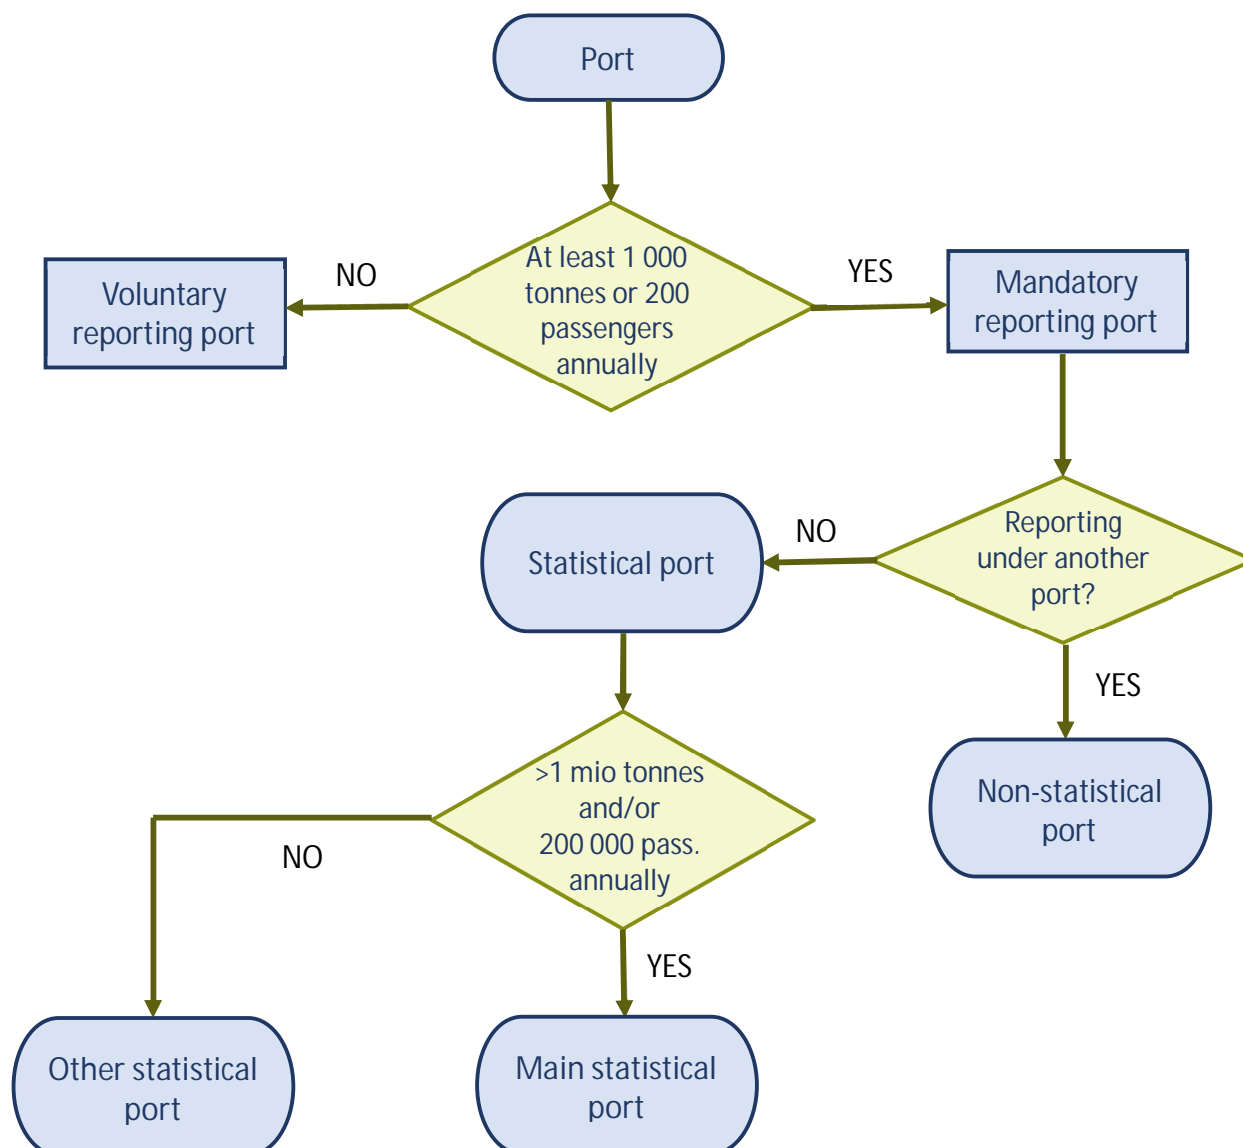 Port
At least 1 000
tonnes or 200
passengers
annually
NO
YES
Voluntary
reporting port
Mandatory
reporting port
Reporting
under another
port?
NO
YES
Statistical port
Non-statistical
port
>1 mio tonnes
and/or
200 000 pass.
annually
NO
YES
Other statistical
port
Main statistical
port